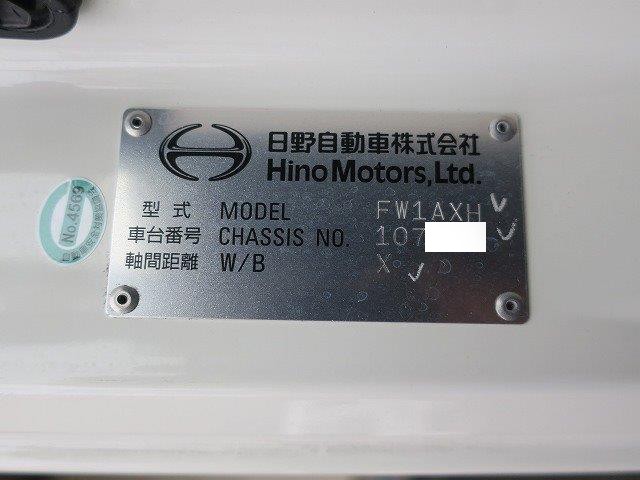 日野自動車株式会社
Hino Motors, Ltd.
型式 MODEL FW1AXH
車台番号 CHASSIS NO. 107
軸間距離 W/B X
No.4569